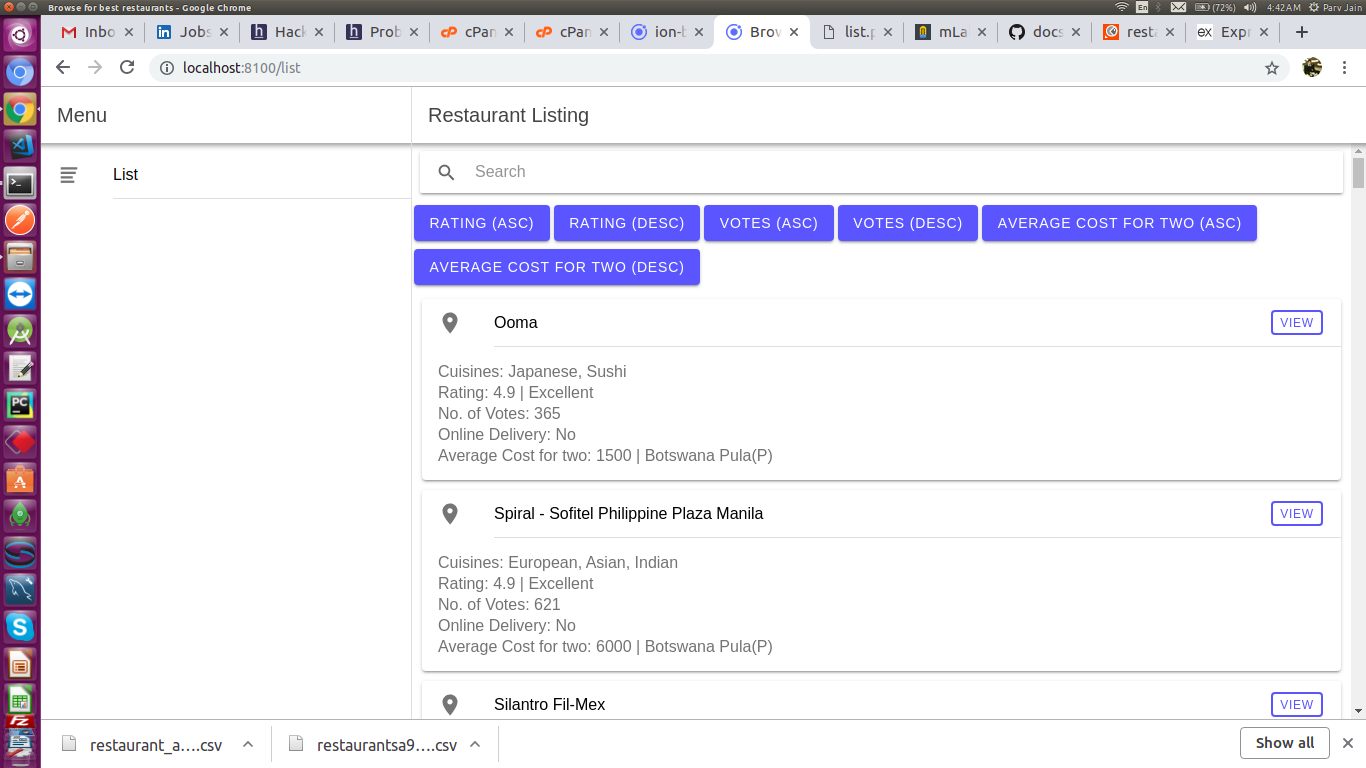 Browse for best restaurants - Google Chrome
En
(72%)
4:42 AM
Parv Jain
Inbo
Jobs
Hack
Prob
cPan
cPan
ion-b
Brow
list.p
mLa
docs
resta
Expr
localhost:8100/list
Menu
Restaurant Listing
List
Search
RATING (ASC)
RATING (DESC)
VOTES (ASC)
VOTES (DESC)
AVERAGE COST FOR TWO (ASC)
AVERAGE COST FOR TWO (DESC)
Ooma
VIEW
Cuisines: Japanese, Sushi
Rating: 4.9 | Excellent
No. of Votes: 365
Online Delivery: No
Average Cost for two: 1500 | Botswana Pula(P)
Spiral - Sofitel Philippine Plaza Manila
VIEW
Cuisines: European, Asian, Indian
Rating: 4.9 | Excellent
No. of Votes: 621
Online Delivery: No
Average Cost for two: 6000 | Botswana Pula(P)
Silantro Fil-Mex
VIEW
restaurant_a....csv
restaurantsa9....csv
Show all